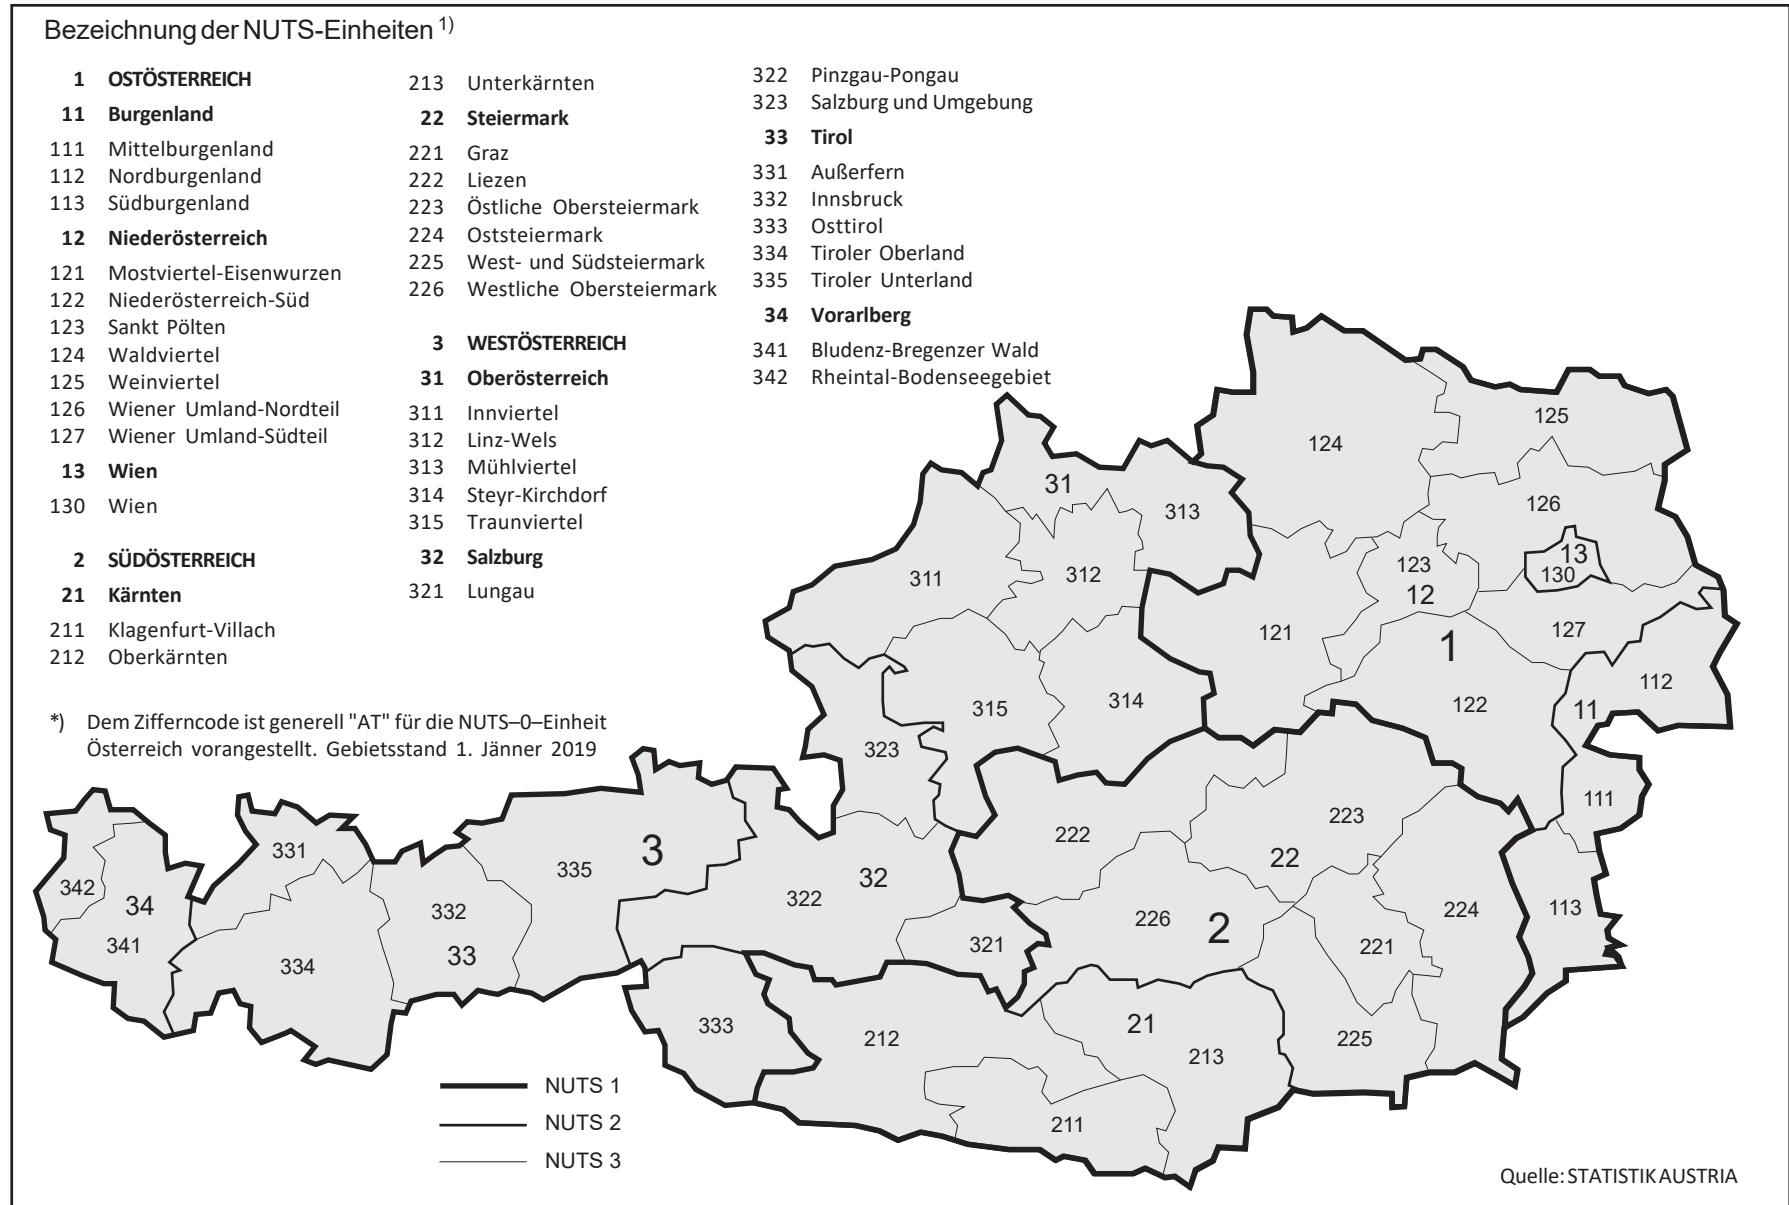 Bezeichnung der NUTS-Einheiten 1)
1 OSTÖSTERREICH
11 Burgenland
111 Mittelburgenland
112 Nordburgenland
113 Südburgenland
12 Niederösterreich
121 Mostviertel-Eisenwurzen
122 Niederösterreich-Süd
123 Sankt Pölten
124 Waldviertel
125 Weinviertel
126 Wiener Umland-Nordteil
127 Wiener Umland-Südteil
13 Wien
130 Wien
2 SÜDÖSTERREICH
21 Kärnten
211 Klagenfurt-Villach
212 Oberkärnten
213 Unterkärnten
22 Steiermark
221 Graz
222 Liezen
223 Östliche Obersteiermark
224 Oststeiermark
225 West- und Südsteiermark
226 Westliche Obersteiermark
3 WESTÖSTERREICH
31 Oberösterreich
311 Innviertel
312 Linz-Wels
313 Mühlviertel
314 Steyr-Kirchdorf
315 Traunviertel
32 Salzburg
321 Lungau
322 Pinzgau-Pongau
323 Salzburg und Umgebung
33 Tirol
331 Außerfern
332 Innsbruck
333 Osttirol
334 Tiroler Oberland
335 Tiroler Unterland
34 Vorarlberg
341 Bludenz-Bregenzer Wald
342 Rheintal-Bodenseegebiet
*) Dem Zifferncode ist generell "AT" für die NUTS–0–Einheit
Österreich vorangestellt. Gebietsstand 1. Jänner 2019
125
124
31
126
313
13
123
130
312
311
12
127
121
1
112
314
122
315
11
323
111
223
222
331
3
22
335
32
342
322
34
332
224
113
226
2
341
321
221
33
334
21
333
212
225
213
211
NUTS 1
NUTS 2
NUTS 3
Quelle: STATISTIK AUSTRIA